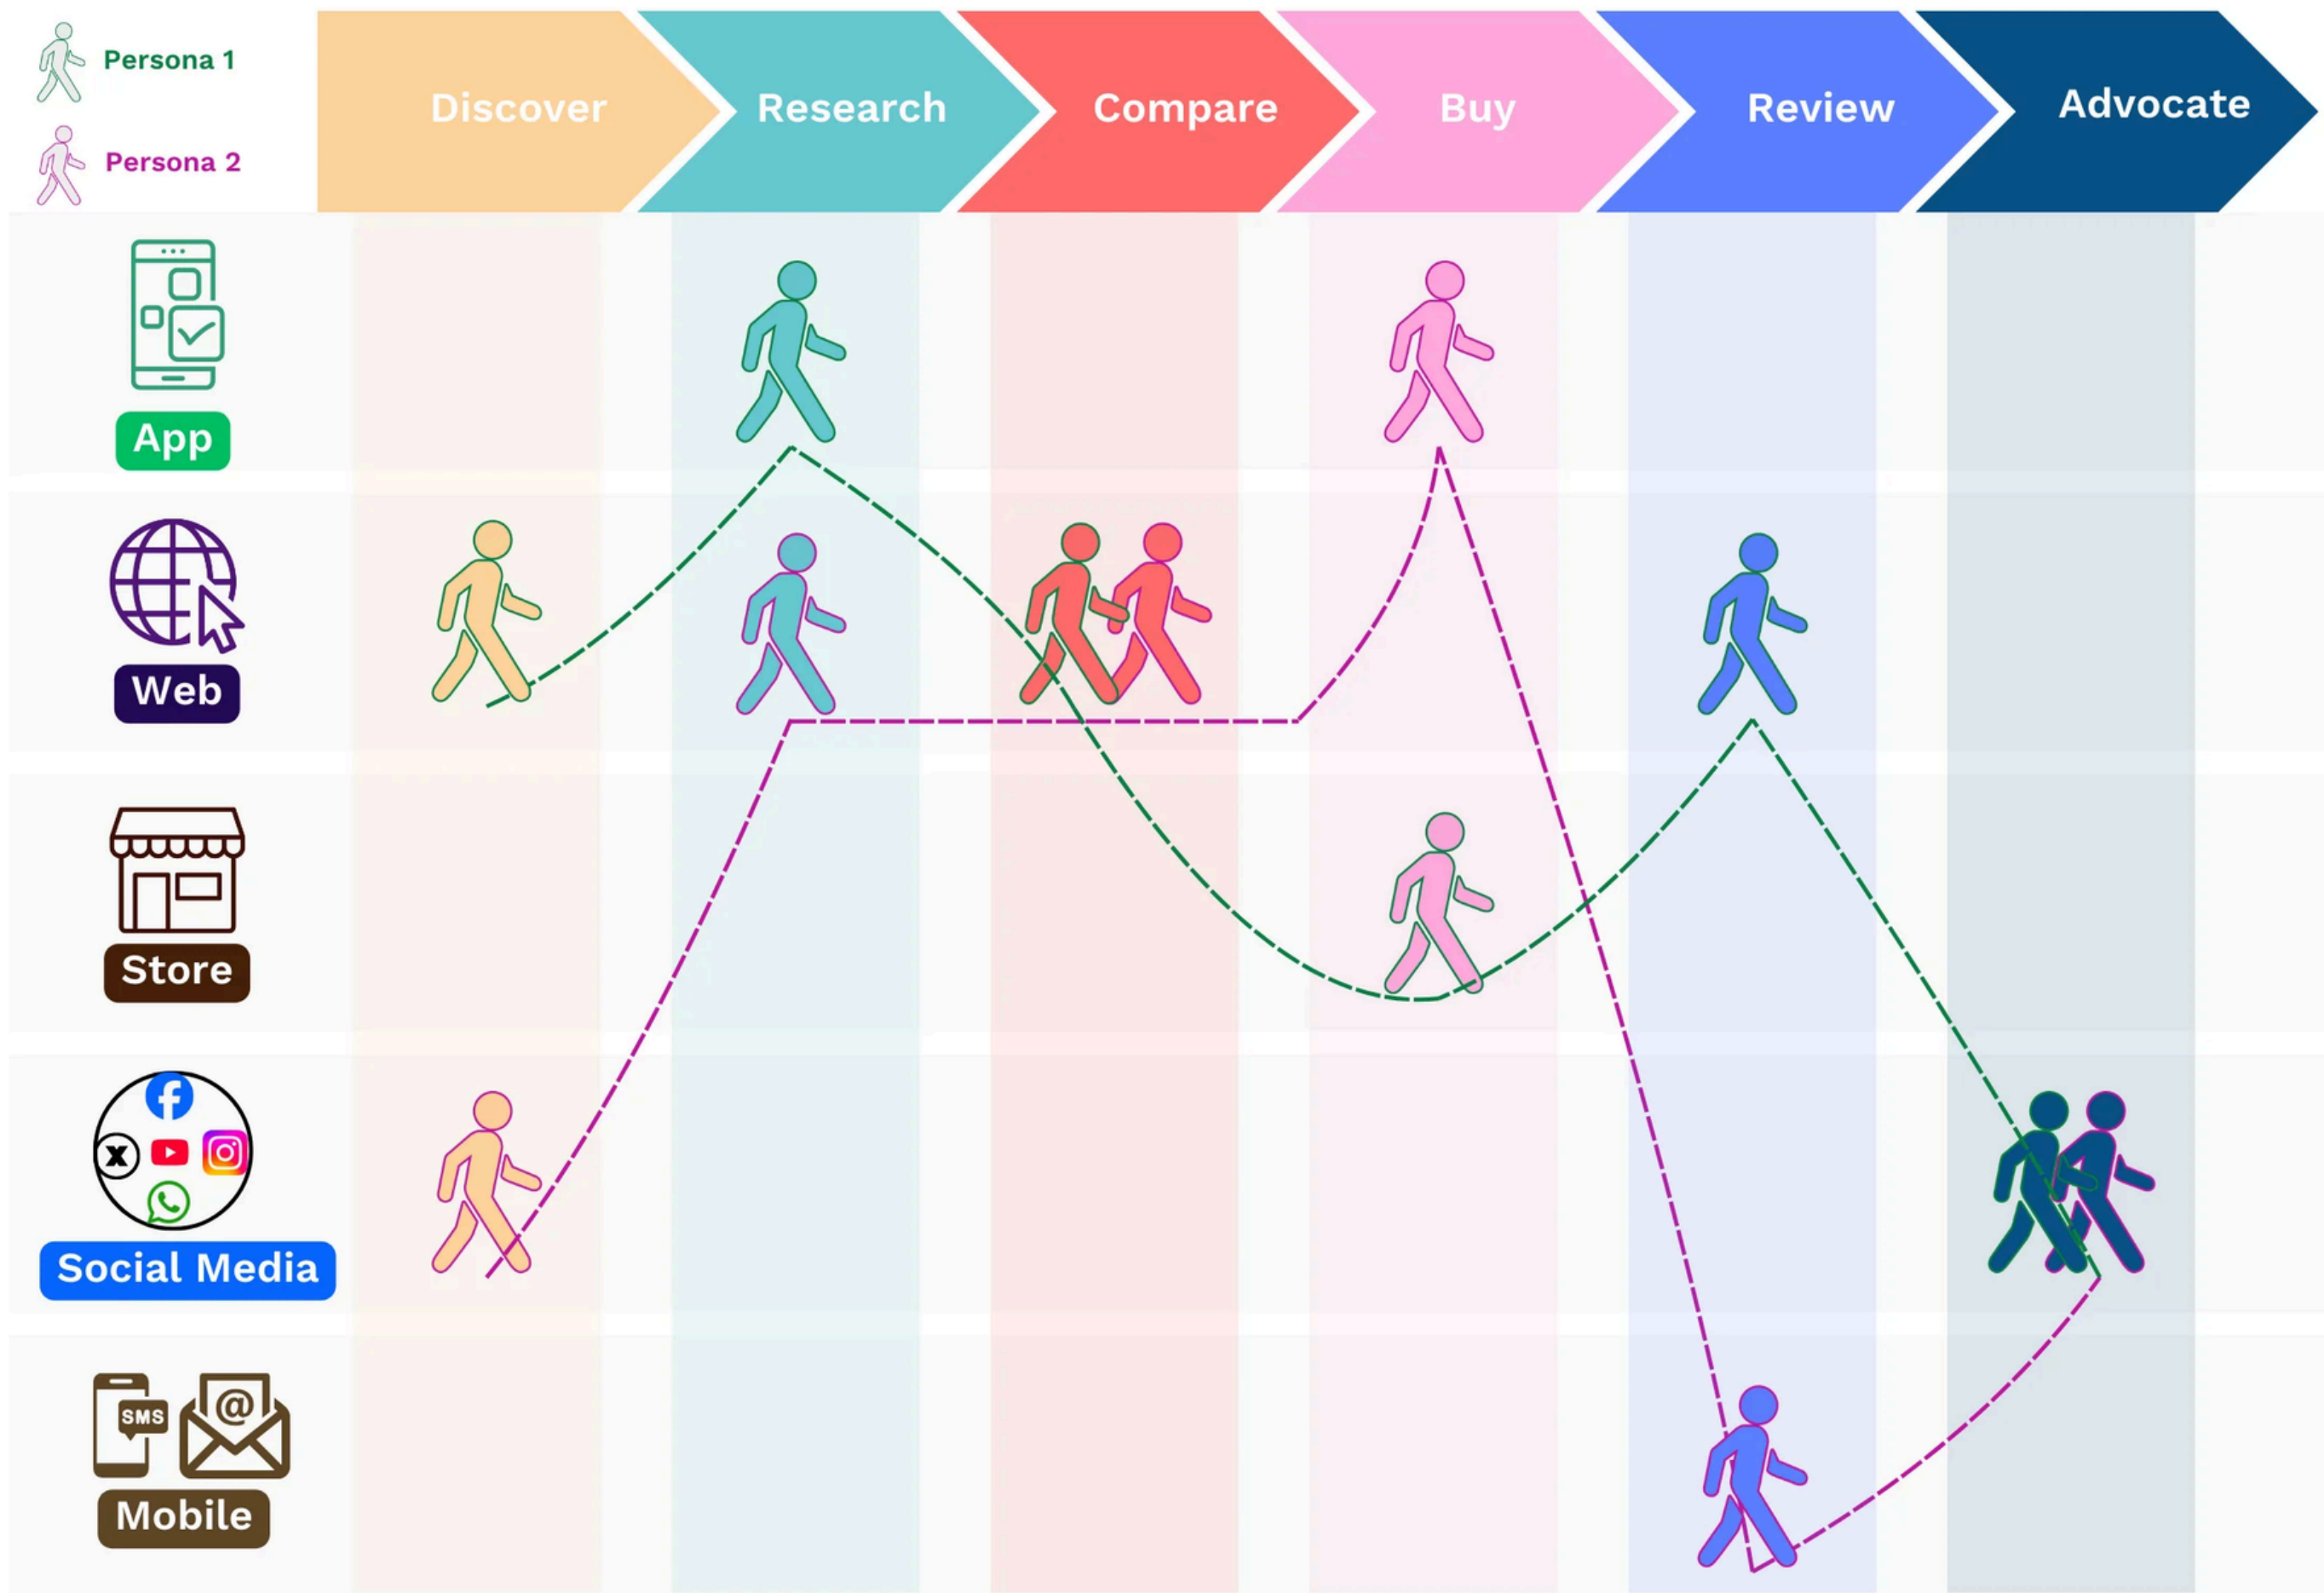 Persona 1
Persona 2
Discover
Research
Compare
Buy
Review
Advocate
App
Web
Store
X
f
Social Media
SMS
@
Mobile